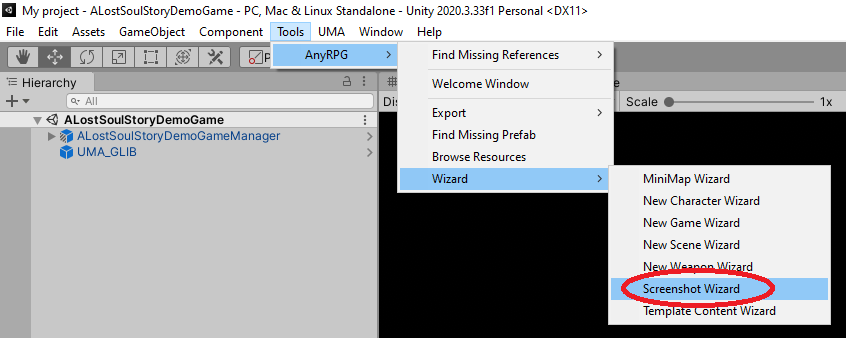 My project - ALostSoulStoryDemoGame - PC, Mac & Linux Standalone - Unity 2020.3.33f1 Personal <DX11>
File Edit Assets GameObject Component Tools UMA Window Help
AnyRPG
Find Missing References
Welcome Window
Export
Find Missing Prefab
Browse Resources
Wizard
Hierarchy
All
Scale 1x
ALostSoulStoryDemoGame
ALostSoulStoryDemoGameManager
UMA_GLIB
MiniMap Wizard
New Character Wizard
New Game Wizard
New Scene Wizard
New Weapon Wizard
Screenshot Wizard
Template Content Wizard